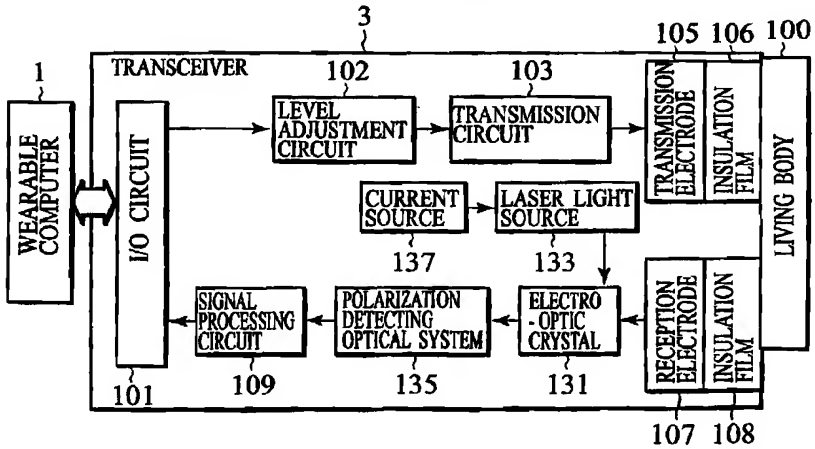 3
105
106
100
TRANSCEIVER
102
103
1
WEARABLE
COMPUTER
I/O CIRCUIT
LEVEL
ADJUSTMENT
CIRCUIT
TRANSMISSION
CIRCUIT
TRANSMISSION
ELECTRODE
INSULATION
FILM
LIVING BODY
CURRENT
SOURCE
LASER LIGHT
SOURCE
137
133
SIGNAL
PROCESSING
CIRCUIT
POLARIZATION
DETECTING
OPTICAL SYSTEM
ELECTRO
-OPTIC
CRYSTAL
RECEPTION
ELECTRODE
INSULATION
FILM
101
109
135
131
107
108